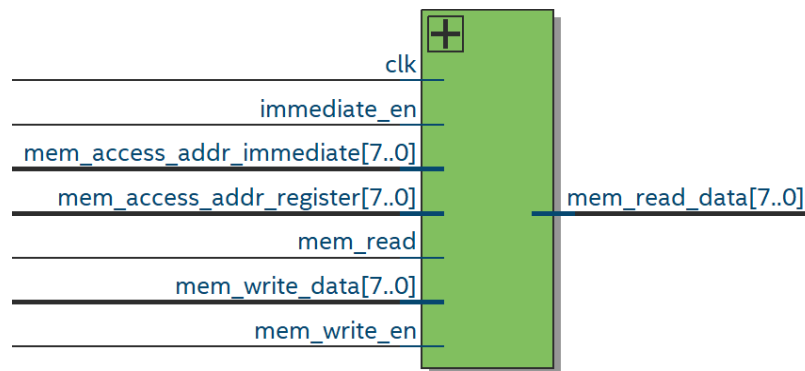 clk
immediate_en
mem_access_addr_immediate[7..0]
mem_access_addr_register[7..0]
mem_read_data[7..0]
mem_read
mem_write_data[7..0]
mem_write_en